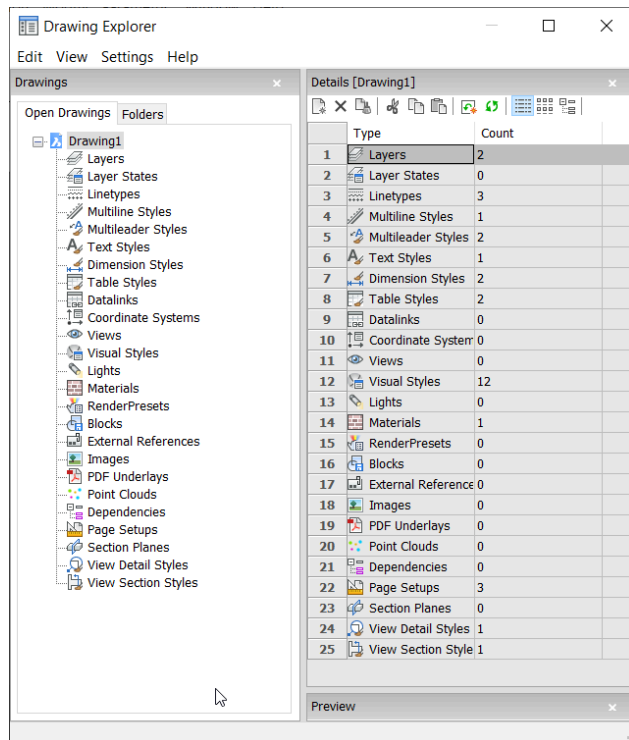 Drawing Explorer
Edit View Settings Help
Drawings
Open Drawings Folders
Drawing1
Layers
Layer States
Linetypes
Multiline Styles
Multileader Styles
Text Styles
Dimension Styles
Table Styles
Datalinks
Coordinate Systems
Views
Visual Styles
Lights
Materials
RenderPresets
Blocks
External References
Images
PDF Underlays
Point Clouds
Dependencies
Page Setups
Section Planes
View Detail Styles
View Section Styles
Details [Drawing1]
Type Count
1 Layers 2
2 Layer States 0
3 Linetypes 3
4 Multiline Styles 1
5 Multileader Styles 2
6 Text Styles 1
7 Dimension Styles 2
8 Table Styles 2
9 Datalinks 0
10 Coordinate System 0
11 Views 0
12 Visual Styles 12
13 Lights 0
14 Materials 1
15 RenderPresets 0
16 Blocks 0
17 External Reference 0
18 Images 0
19 PDF Underlays 0
20 Point Clouds 0
21 Dependencies 0
22 Page Setups 3
23 Section Planes 0
24 View Detail Styles 1
25 View Section Style 1
Preview